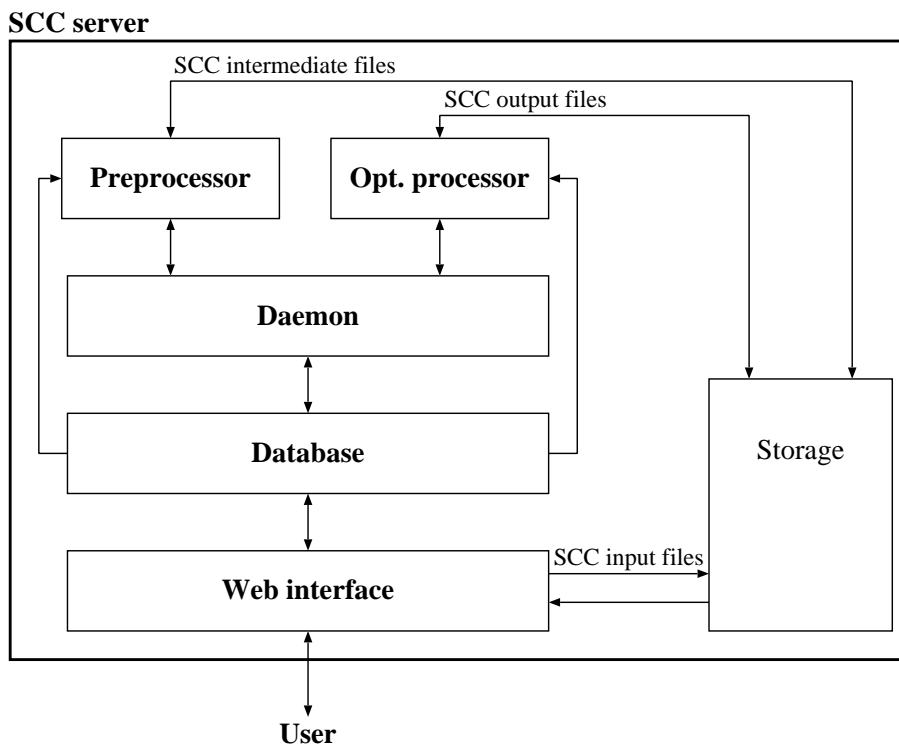 SCC server
SCC intermediate files
SCC output files
Preprocessor
Opt. processor
Daemon
Database
Storage
Web interface
SCC input files
User